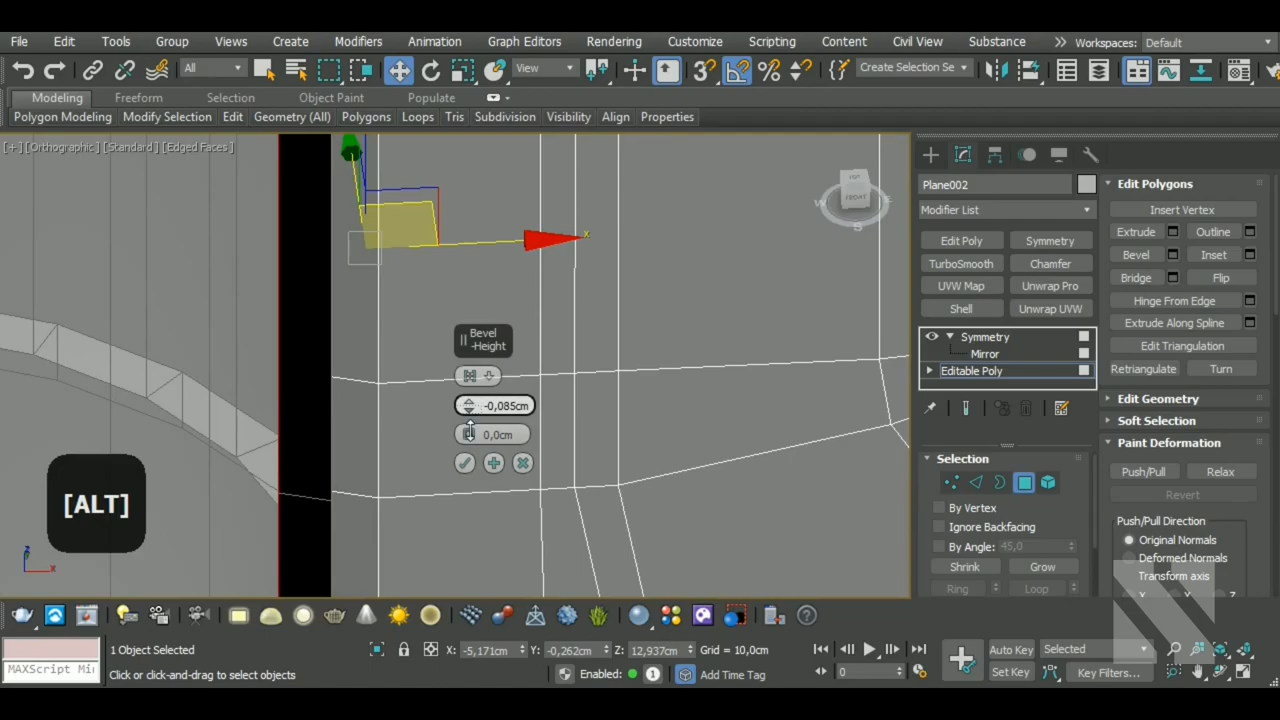 File Edit Tools Group Views Create Modifiers Animation Graph Editors Rendering Customize Scripting Content Civil View Substance Workspaces: Default
All View Create Selection Se
Modeling Freeform Selection Object Paint Populate
Polygon Modeling Modify Selection Edit Geometry (All) Polygons Loops Tris Subdivision Visibility Align Properties
[+] [Orthographic] [Standard] [Edged Faces]
TOP
FRONT
W
x
Bevel
-Height
-0,085cm
0,0cm
[ALT]
z
x
Plane002
Modifier List
Edit Poly Symmetry
TurboSmooth Chamfer
UVW Map Unwrap Pro
Shell Unwrap UVW
Symmetry
Mirror
Editable Poly
Selection
By Vertex
Ignore Backfacing
By Angle: 45,0
Shrink Grow
Ring Loop
Edit Polygons
Insert Vertex
Extrude Outline
Bevel Inset
Bridge Flip
Hinge From Edge
Extrude Along Spline
Edit Triangulation
Retriangulate Turn
Edit Geometry
Soft Selection
Paint Deformation
Push/Pull Relax
Revert
Push/Pull Direction
Original Normals
Deformed Normals
Transform axis
X Y Z
1 Object Selected
X: -5,171cm Y: -0,262cm Z: 12,937cm Grid = 10,0cm
MAXScript Mi
Click or click-and-drag to select objects
Enabled: 1 Add Time Tag
0
Auto Key Selected
Set Key Key Filters...